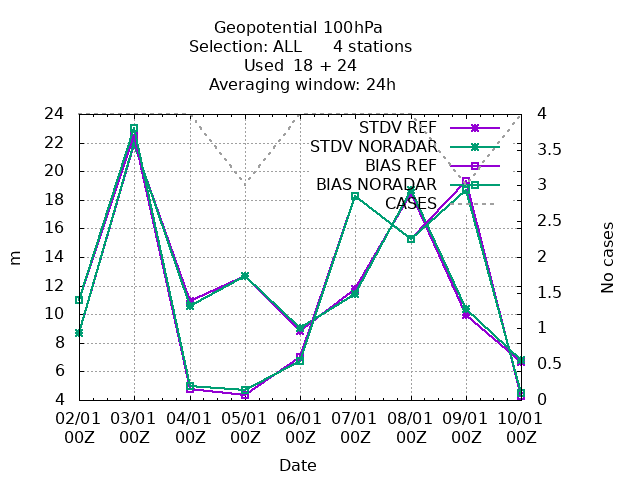 Geopotential 100hPa
Selection: ALL 4 stations
Used 18 + 24
Averaging window: 24h
24
22
20
18
16
14
12
10
8
6
4
m
4
3.5
3
2.5
2
1.5
1
0.5
0
No cases
STDV REF
STDV NORADAR
BIAS REF
BIAS NORADAR
CASES
02/01 03/01 04/01 05/01 06/01 07/01 08/01 09/01 10/01
00Z 00Z 00Z 00Z 00Z 00Z 00Z 00Z 00Z
Date